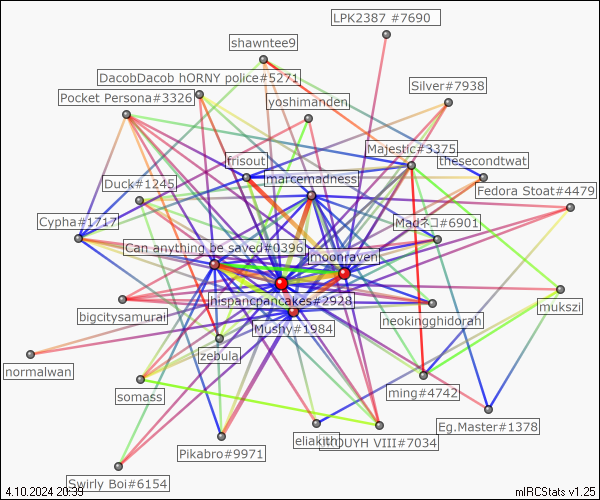 LPK2387 #7690
shawntee9
DacobDacob hORNY police#5271
Silver#7938
Pocket Persona#3326
yoshimanden
Majestic#3375
frisout
thesecondtwat
marcemadness
Duck#1245
Fedora Stoat#4479
Cypha#1717
Madネコ#6901
Can anything be saved#0396
moonraven
hispancpancakes#2928
mukszi
bigcitysamurai
neokingghidorah
Mushy#1984
zebula
normalwan
somass
ming#4742
Eg.Master#1378
eliakith
DUYH VIII#7034
Pikabro#9971
Swirly Boi#6154
4.10.2024 20:39
mIRCStats v1.25